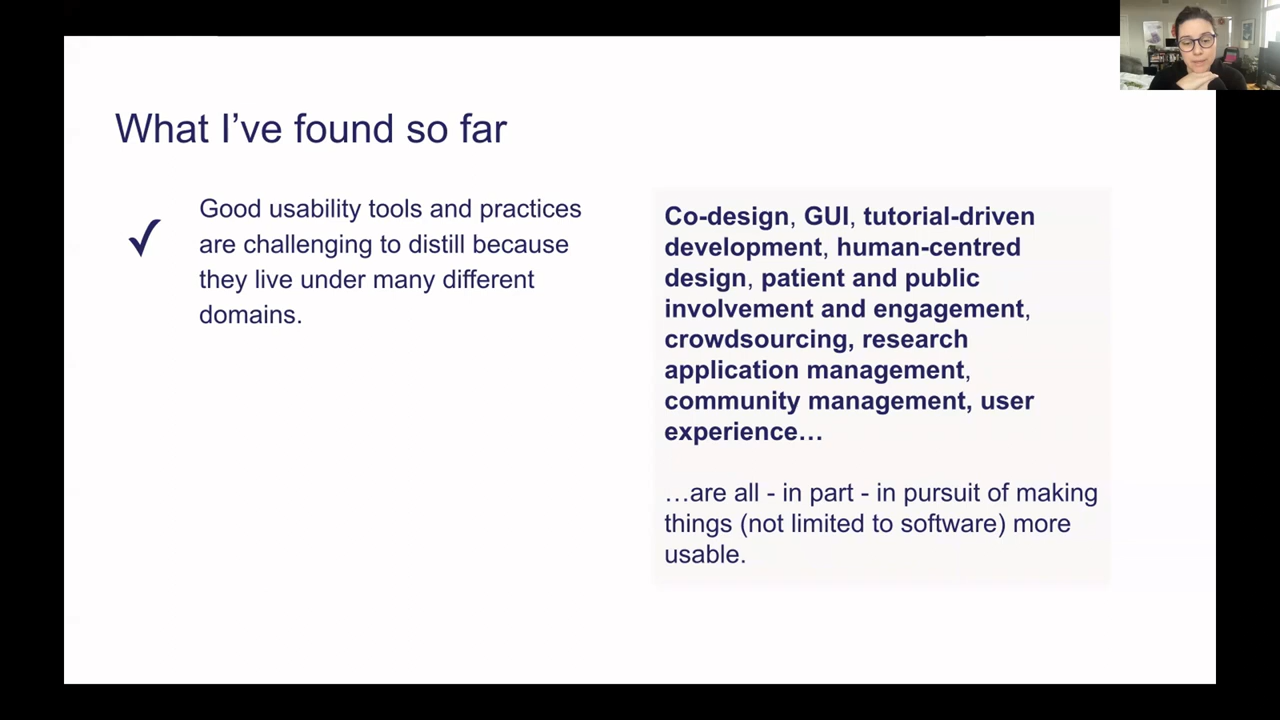 What I’ve found so far
✓
Good usability tools and practices
are challenging to distill because
they live under many different
domains.
Co-design, GUI, tutorial-driven
development, human-centred
design, patient and public
involvement and engagement,
crowdsourcing, research
application management,
community management, user
experience…
…are all - in part - in pursuit of making
things (not limited to software) more
usable.